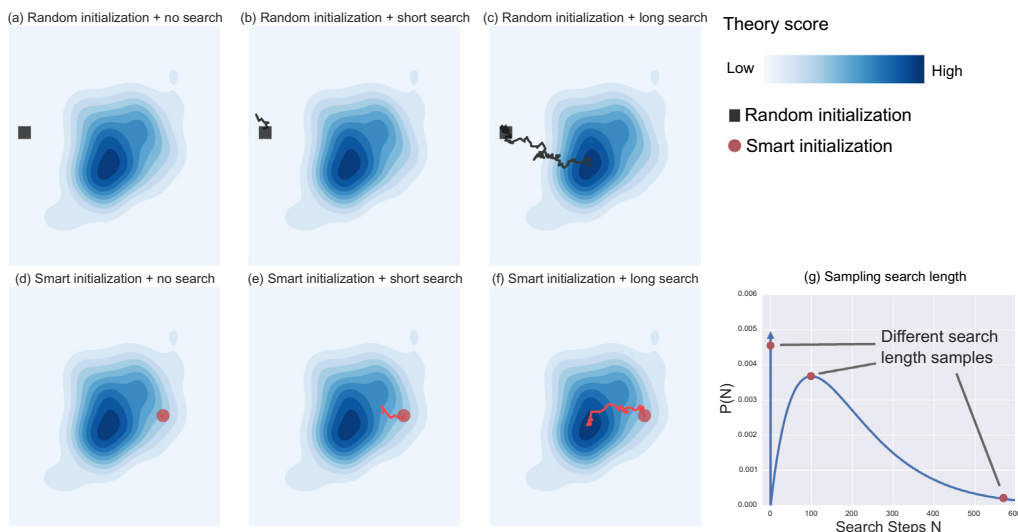 (a) Random initialization + no search
(b) Random initialization + short search
(c) Random initialization + long search
Theory score
Low
High
Random initialization
Smart initialization
(d) Smart initialization + no search
(e) Smart initialization + short search
(f) Smart initialization + long search
(g) Sampling search length
0.006
0.005
0.004
0.003
0.002
0.001
0.000
P(N)
Different search
length samples
0
100
200
300
400
500
600
Search Steps N